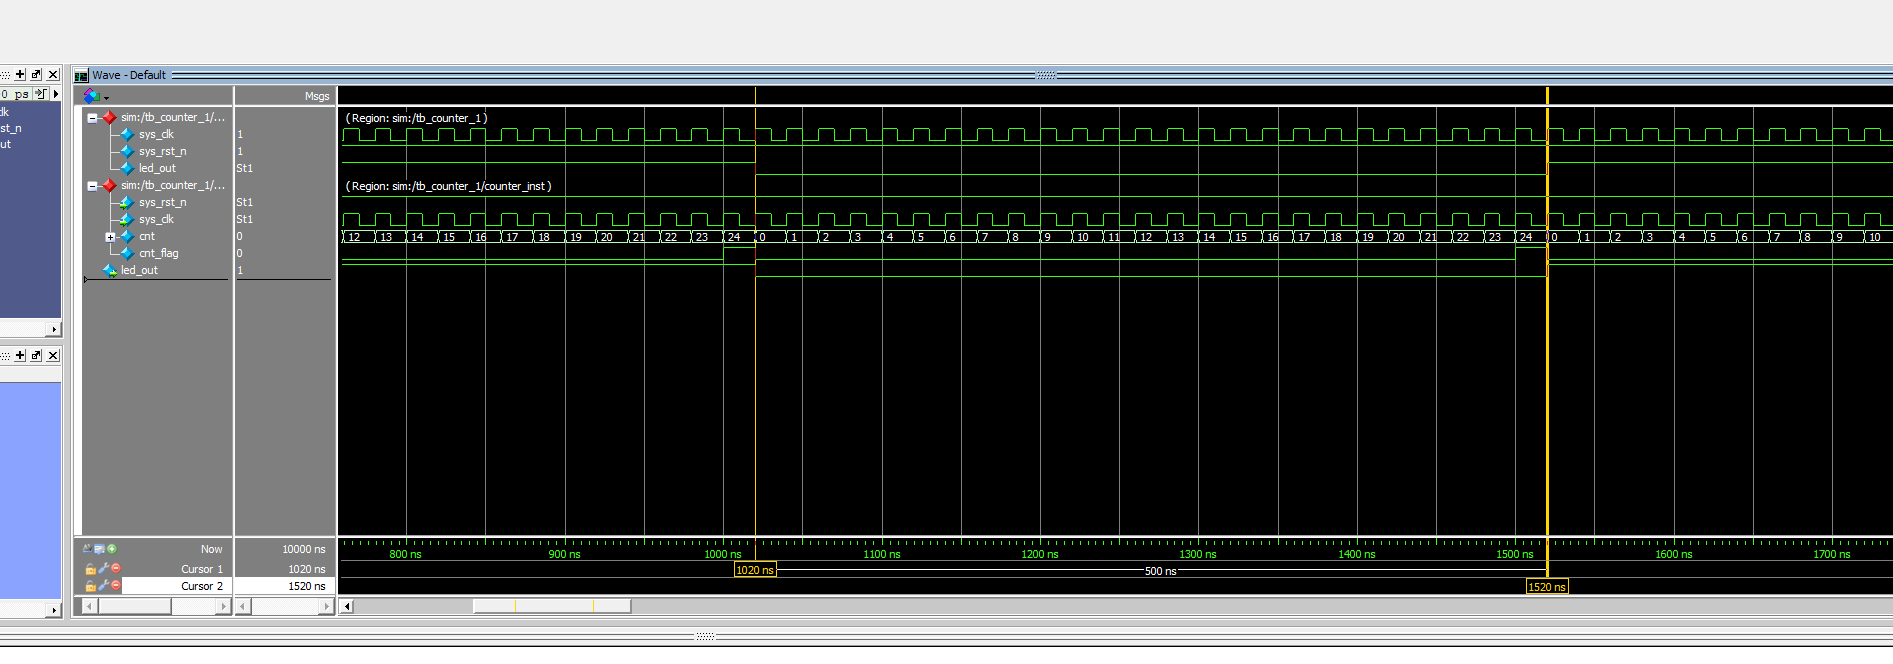 Wave - Default
0 ps
lk
st_n
ut
Msgs
sim:/tb_counter_1/...
(Region: sim:/tb_counter_1)
sys_clk 1
sys_rst_n 1
led_out St1
sim:/tb_counter_1/...
(Region: sim:/tb_counter_1/counter_inst)
sys_rst_n St1
sys_clk St1
cnt 0 12 13 14 15 16 17 18 19 20 21 22 23 24 0 1 2 3 4 5 6 7 8 9 10 11 12 13 14 15 16 17 18 19 20 21 22 23 24 0 1 2 3 4 5 6 7 8 9 10
cnt_flag 0
led_out 1
Now 10000 ns 800 ns 900 ns 1000 ns 1100 ns 1200 ns 1300 ns 1400 ns 1500 ns 1600 ns 1700 ns
Cursor 1 1020 ns 1020 ns 500 ns
Cursor 2 1520 ns 1520 ns